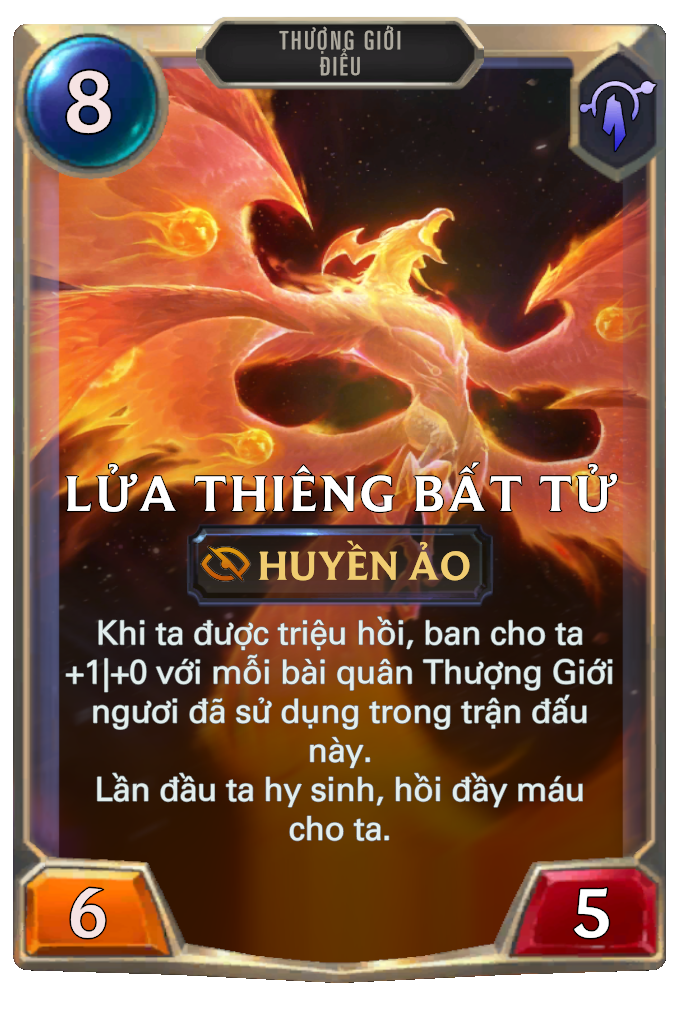 THƯỢNG GIỚI
ĐIỂU
8
LỬA THIÊNG BẤT TỬ
HUYỀN ẢO
Khi ta được triệu hồi, ban cho ta
+1|+0 với mỗi bài quân Thượng Giới
ngươi đã sử dụng trong trận đấu
này.
Lần đầu ta hy sinh, hồi đầy máu
cho ta.
6
5